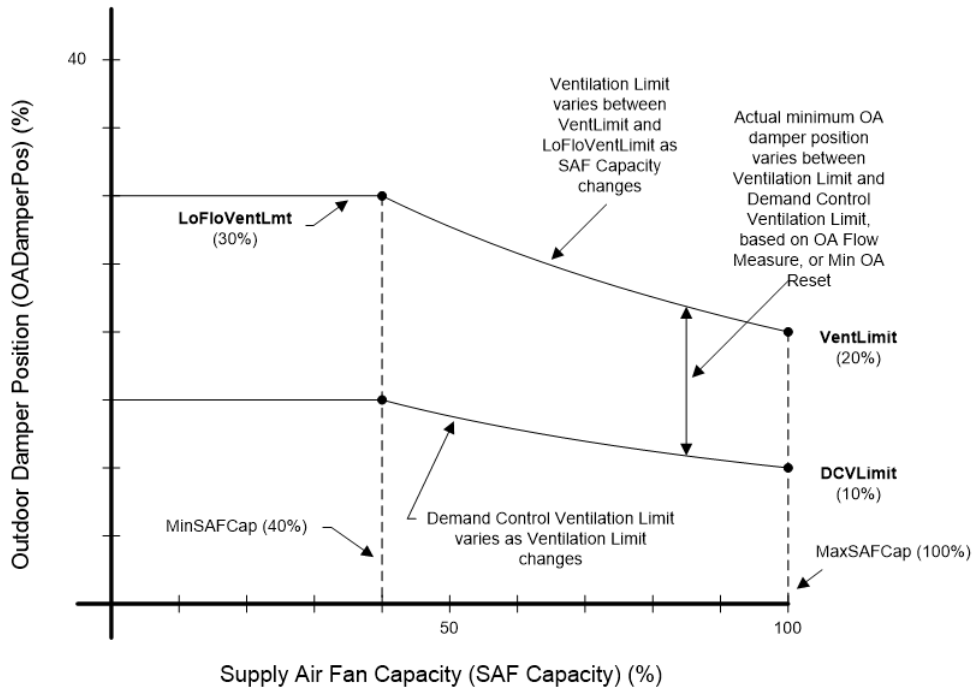 40
Outdoor Damper Position (OADamperPos) (%)
Ventilation Limit
varies between
VentLimit and
LoFloVentLimit as
SAF Capacity
changes
Actual minimum OA
damper position
varies between
Ventilation Limit and
Demand Control
Ventilation Limit,
based on OA Flow
Measure, or Min OA
Reset
LoFloVentLmt
(30%)
VentLimit
(20%)
DCVLimit
(10%)
MinSAFCap (40%)
Demand Control Ventilation Limit
varies as Ventilation Limit
changes
MaxSAFCap (100%)
50
100
Supply Air Fan Capacity (SAF Capacity) (%)